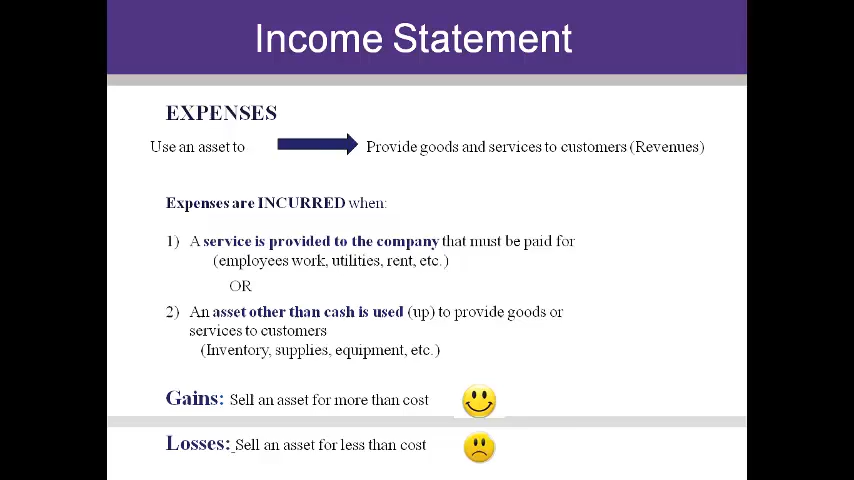 Income Statement
EXPENSES
Use an asset to Provide goods and services to customers (Revenues)
Expenses are INCURRED when:
1) A service is provided to the company that must be paid for
(employees work, utilities, rent, etc.)
OR
2) An asset other than cash is used (up) to provide goods or
services to customers
(Inventory, supplies, equipment, etc.)
Gains: Sell an asset for more than cost
Losses: Sell an asset for less than cost